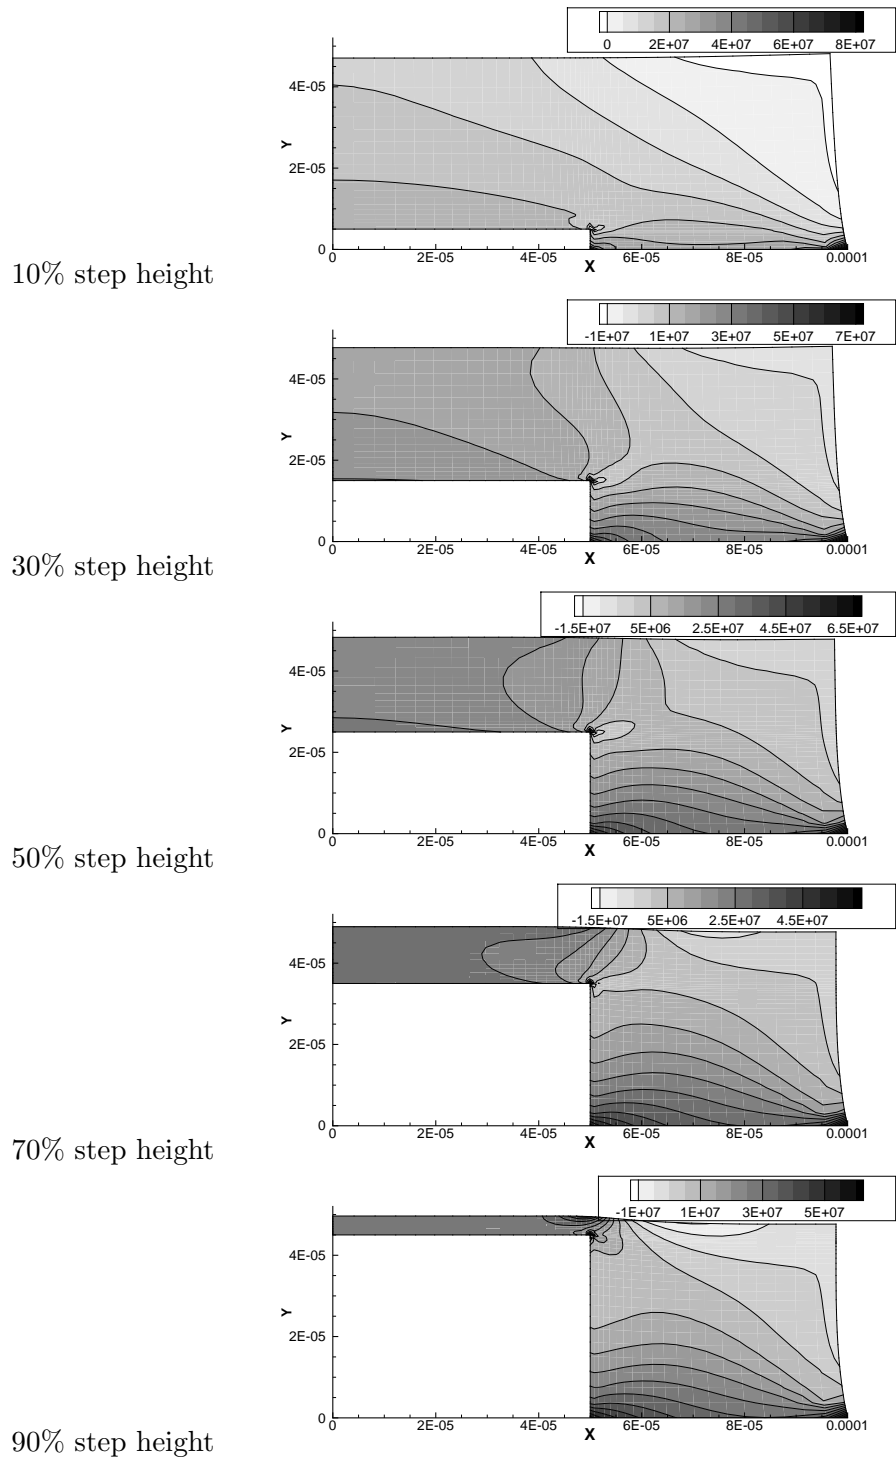 0 2E+07 4E+07 6E+07 8E+07
4E-05
Y
2E-05
0
2E-05 4E-05 6E-05 8E-05 0.0001
X
10% step height
-1E+07 1E+07 3E+07 5E+07 7E+07
4E-05
Y
2E-05
0
0 2E-05 4E-05 6E-05 8E-05 0.0001
X
30% step height
-1.5E+07 5E+06 2.5E+07 4.5E+07 6.5E+07
4E-05
Y
2E-05
0
0 2E-05 4E-05 6E-05 8E-05 0.0001
X
50% step height
-1.5E+07 5E+06 2.5E+07 4.5E+07
4E-05
Y
2E-05
0
0 2E-05 4E-05 6E-05 8E-05 0.0001
X
70% step height
-1E+07 1E+07 3E+07 5E+07
4E-05
Y
2E-05
0
0 2E-05 4E-05 6E-05 8E-05 0.0001
X
90% step height